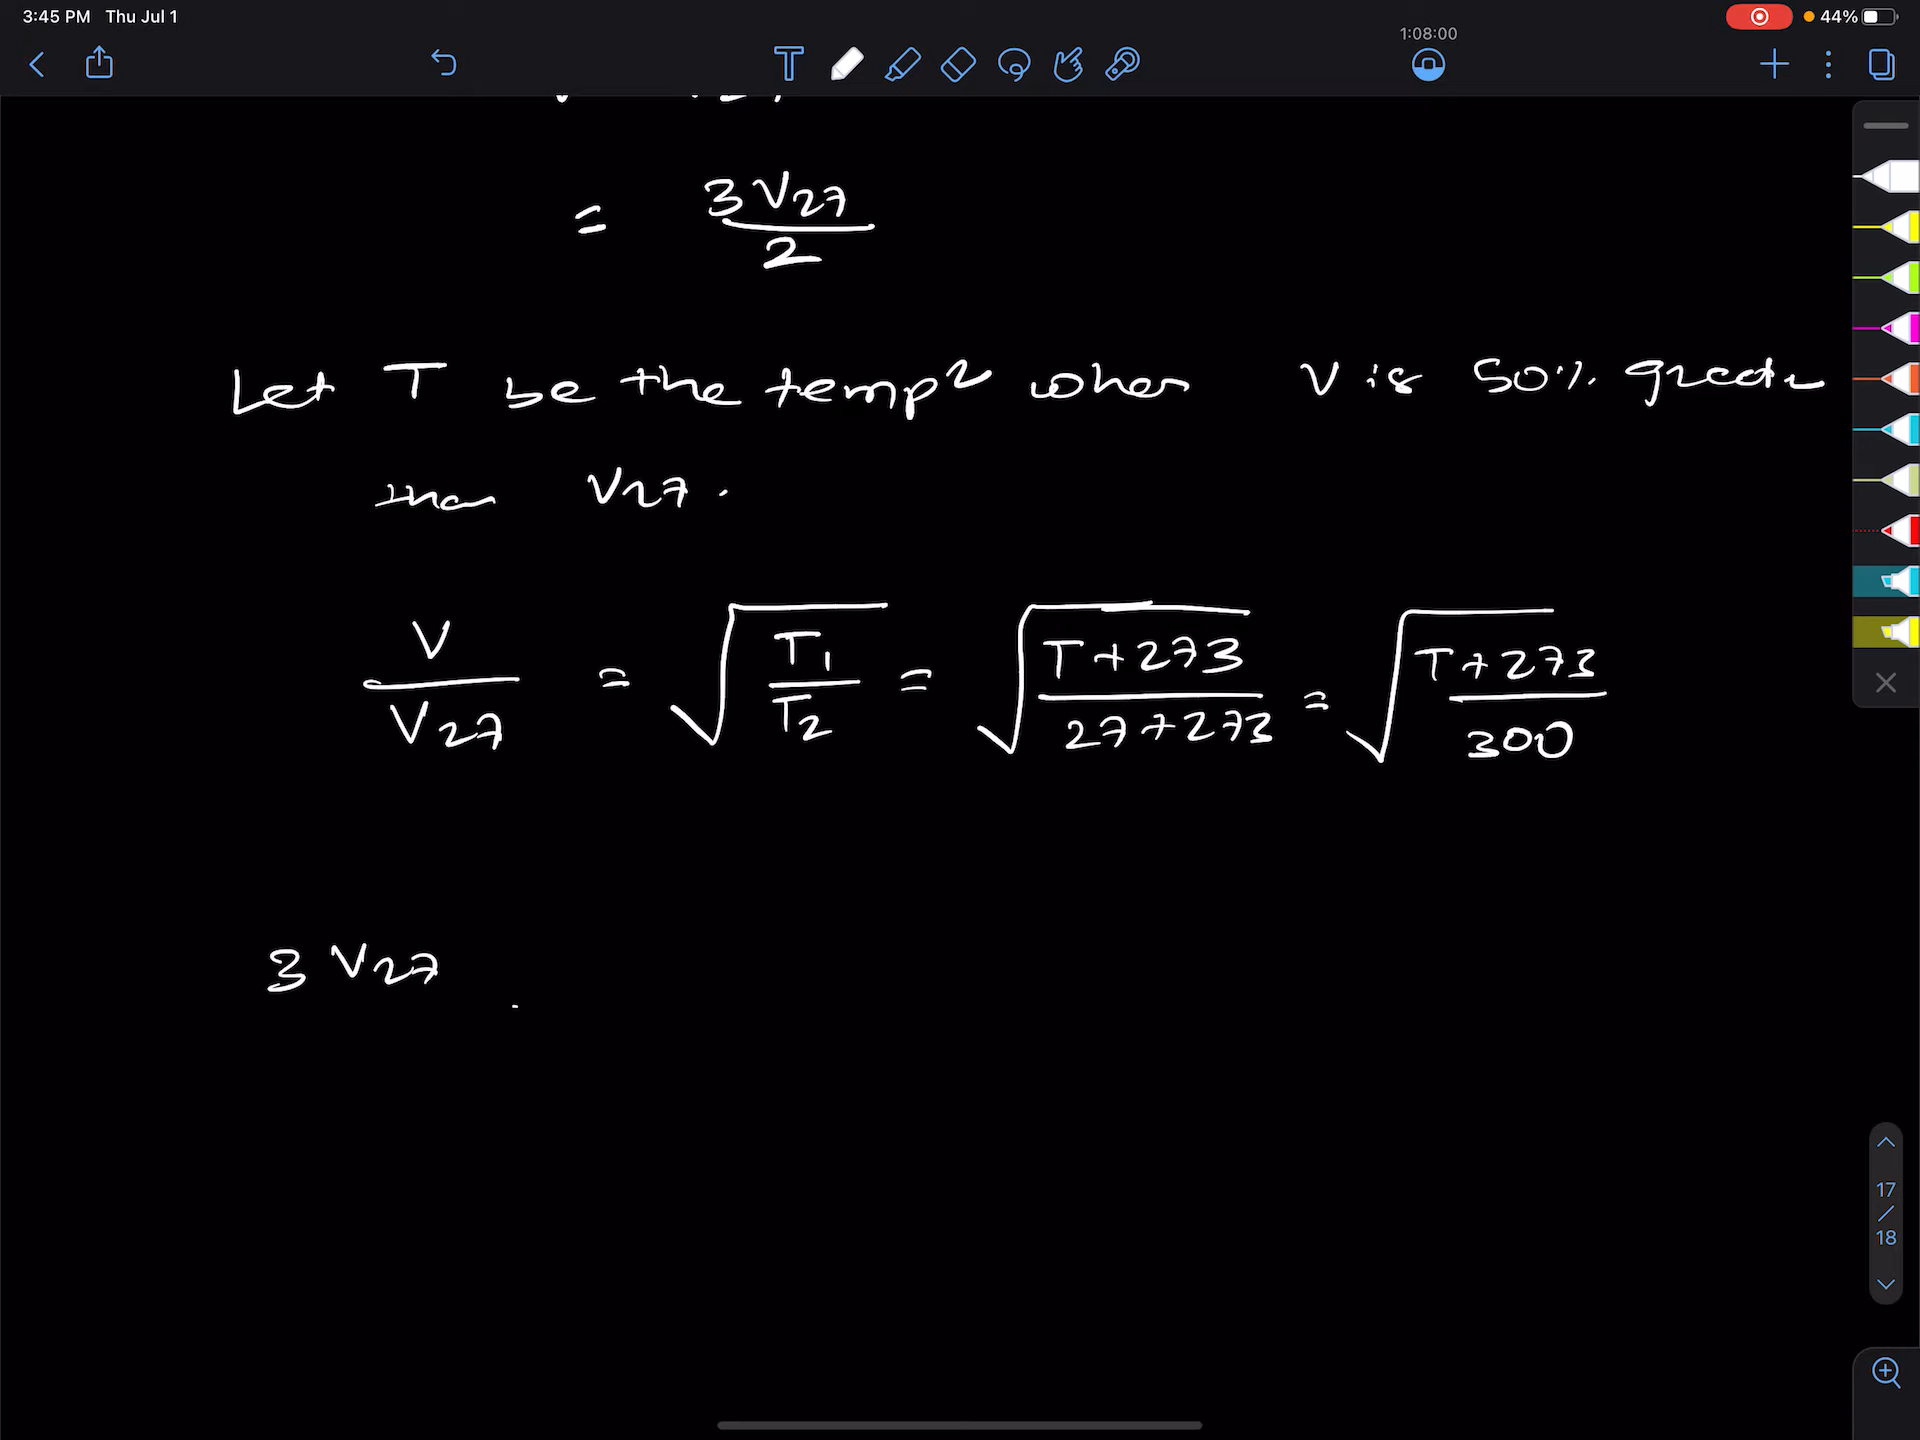 3:45 PM Thu Jul 1
44%
1:08:00
= 3V27/2
Let T be the temp^r when V is 50% greater
than V27.
V/V27 = √(T1/T2) = √((T+273)/(27+273)) = √((T+273)/300)
3 V27
17
/
18